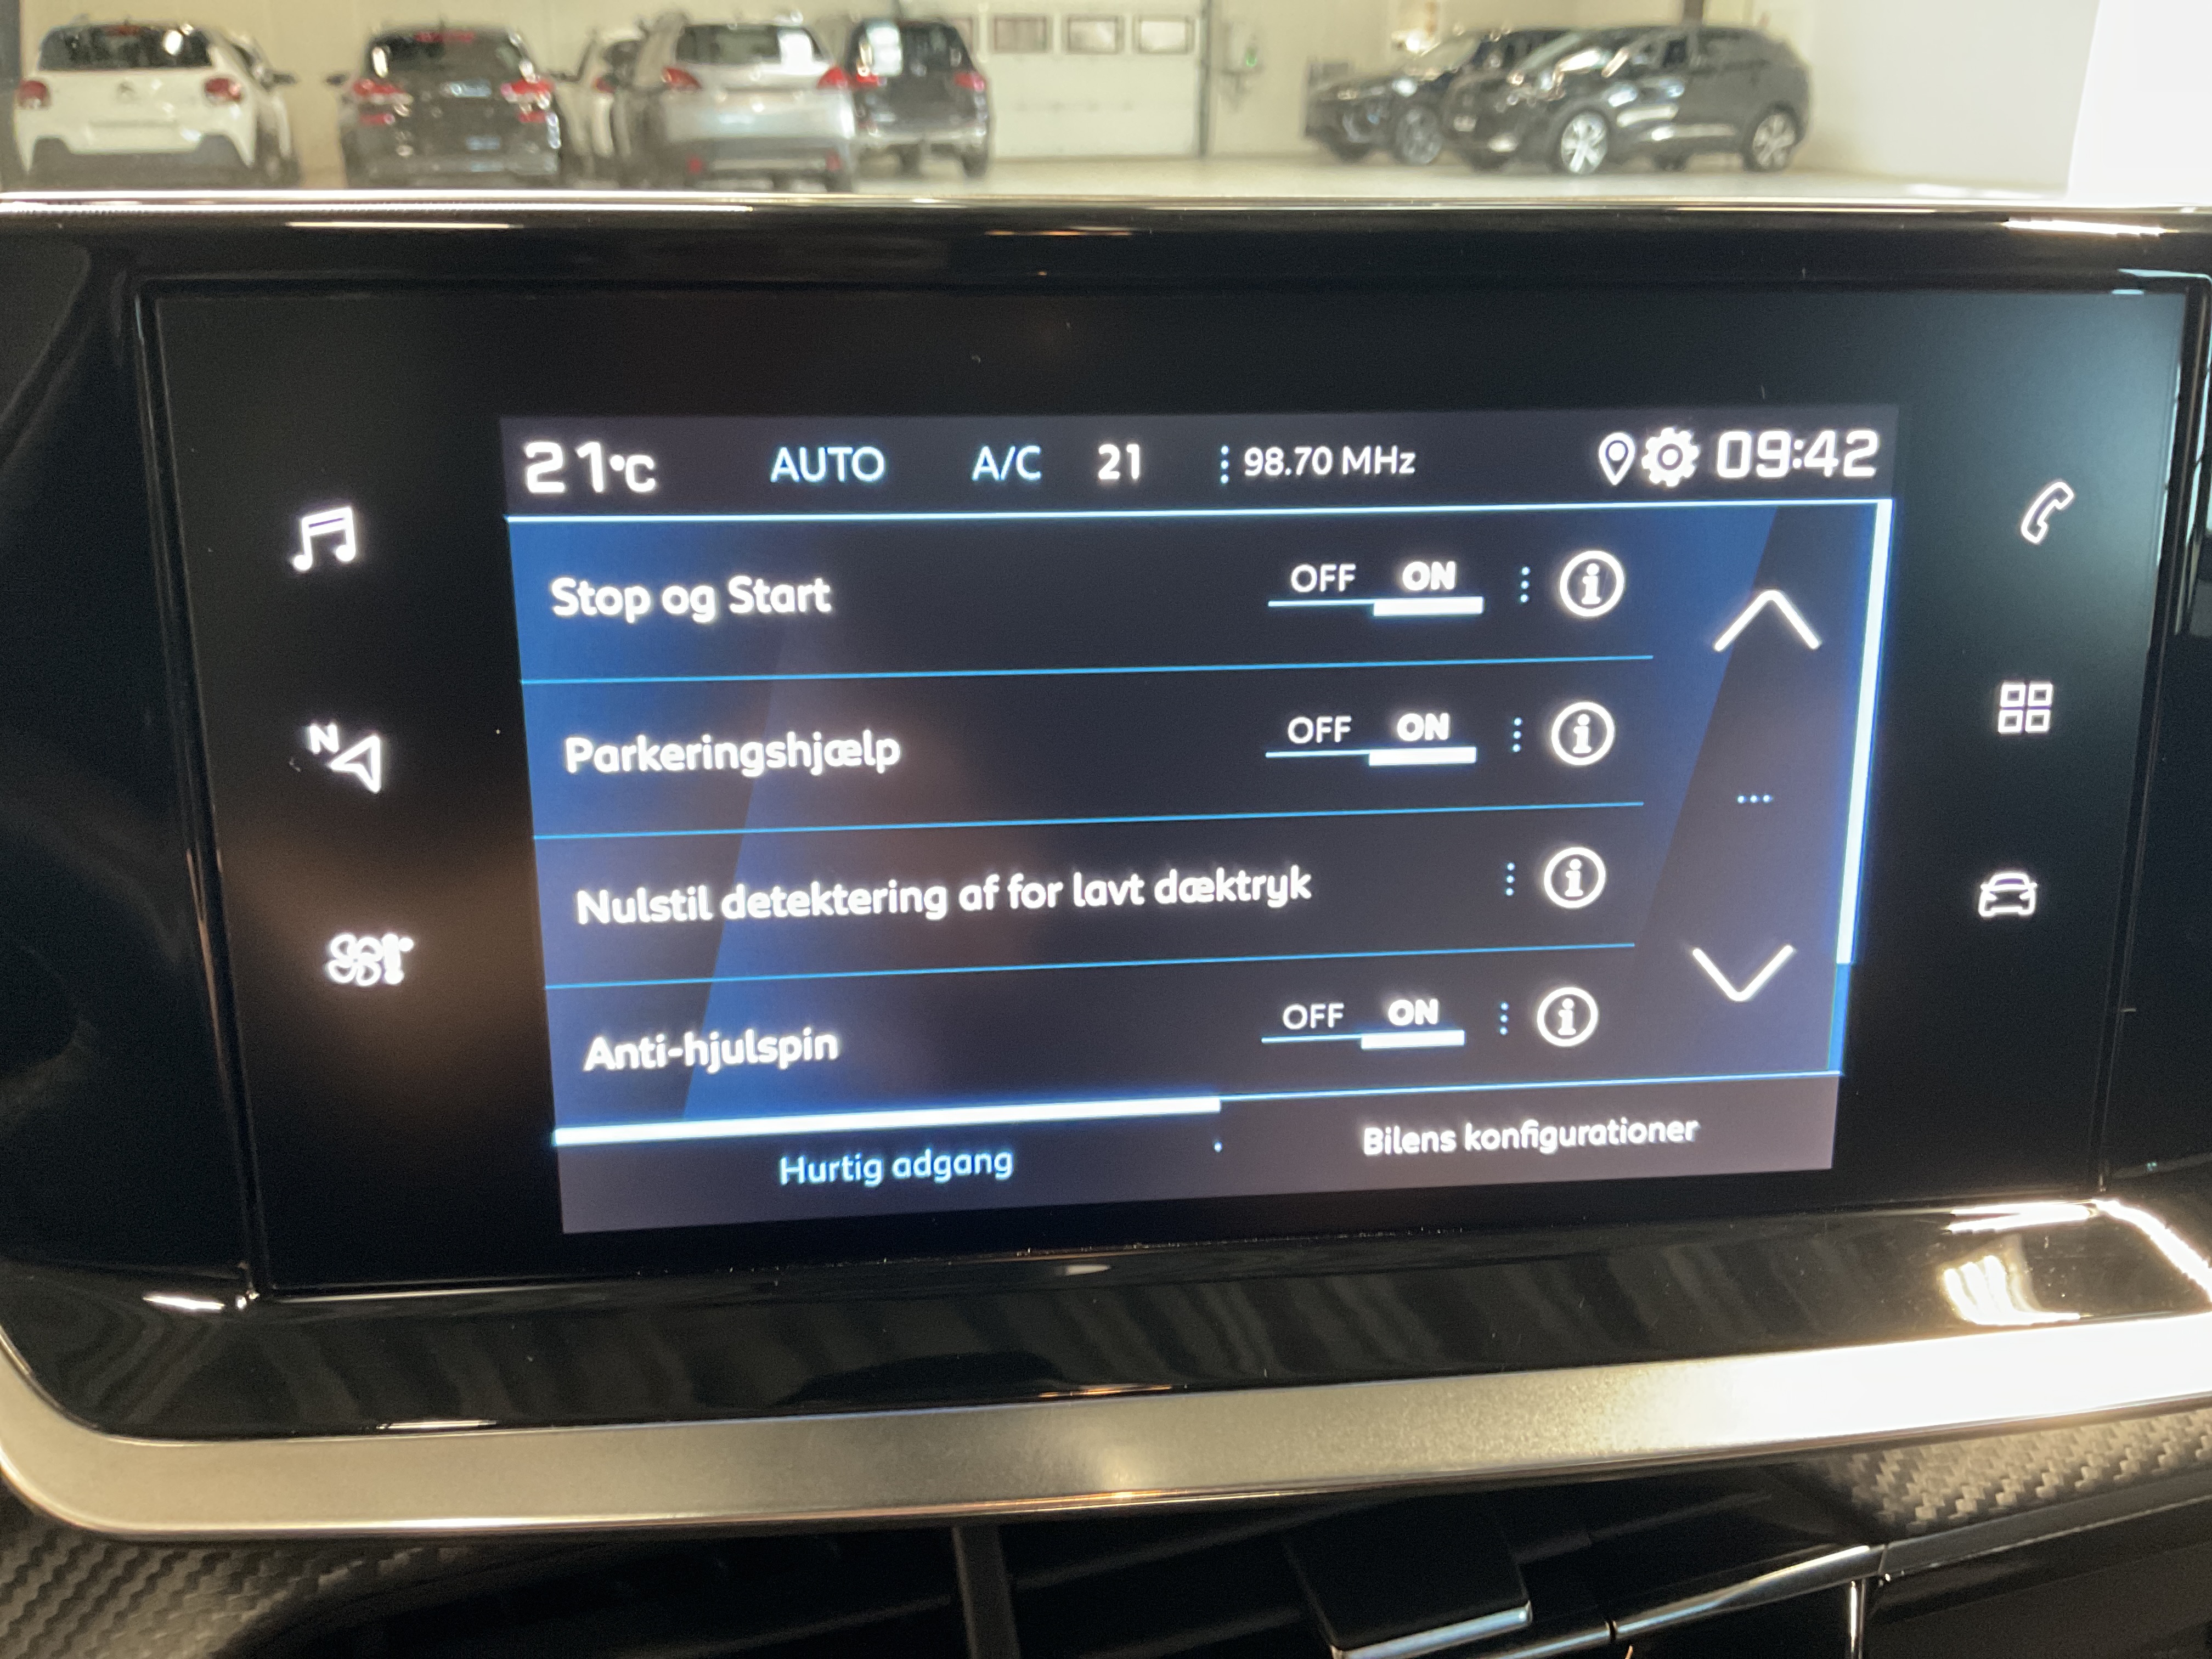 21°C AUTO A/C 21 98.70 MHz 09:42
Stop og Start OFF ON
Parkeringshjælp OFF ON
Nulstil detektering af for lavt dæktryk
Anti-hjulspin OFF ON
Hurtig adgang Bilens konfigurationer
N